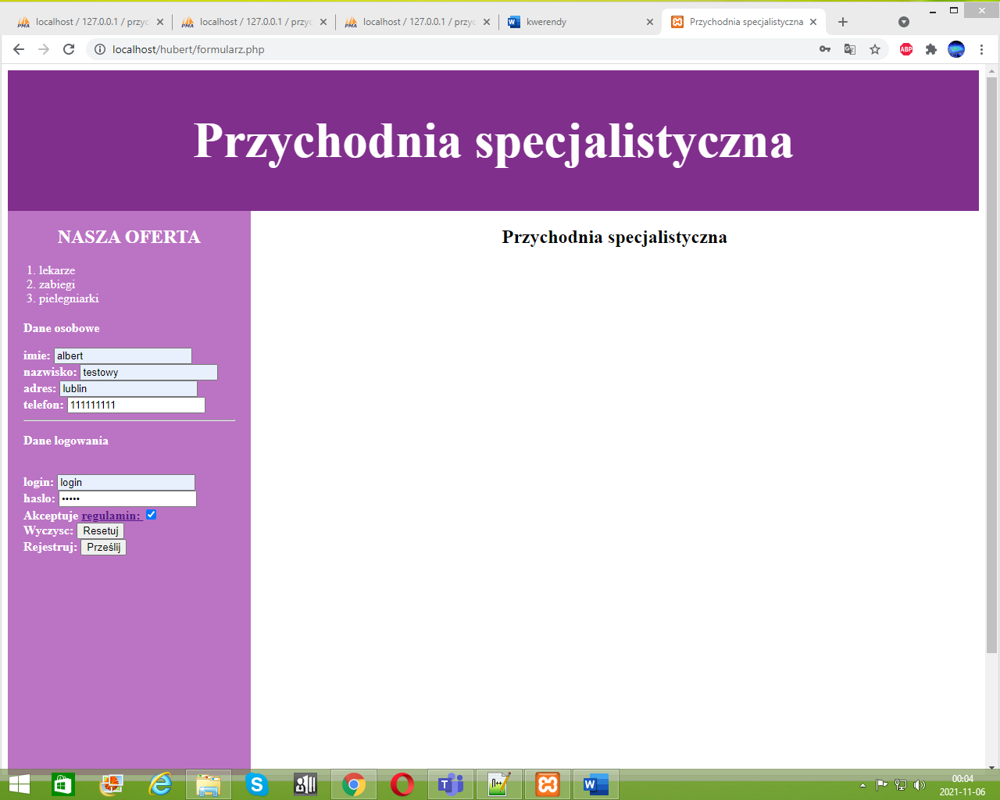 localhost / 127.0.0.1 / przyc
localhost / 127.0.0.1 / przyc
localhost / 127.0.0.1 / przyc
kwerendy
Przychodnia specjalistyczna
localhost/hubert/formularz.php
ABP
Przychodnia specjalistyczna
NASZA OFERTA
1. lekarze
2. zabiegi
3. pielegniarki
Dane osobowe
imie: albert
nazwisko: testowy
adres: lublin
telefon: 111111111
Dane logowania
login: login
haslo: •••••
Akceptuje regulamin:
Wyczysc: Resetuj
Rejestruj: Prześlij
Przychodnia specjalistyczna
00:04
2021-11-06